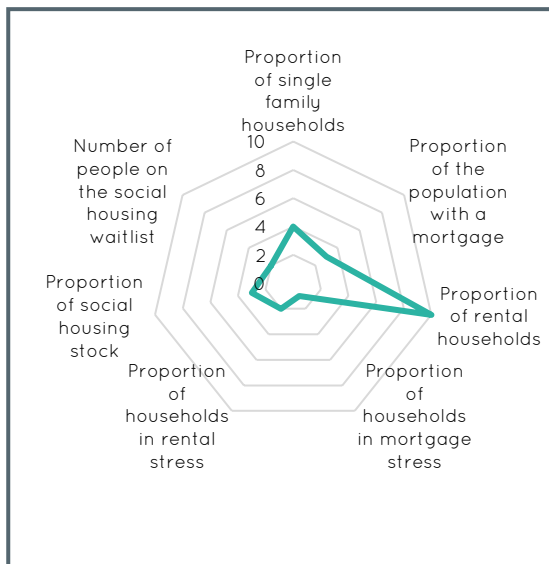 Proportion
of single
family
households
Proportion
of the
population
with a
mortgage
Proportion
of rental
households
Proportion
of
households
in mortgage
stress
Proportion
of
households
in rental
stress
Proportion
of social
housing
stock
Number of
people on
the social
housing
waitlist
10
8
6
4
2
0